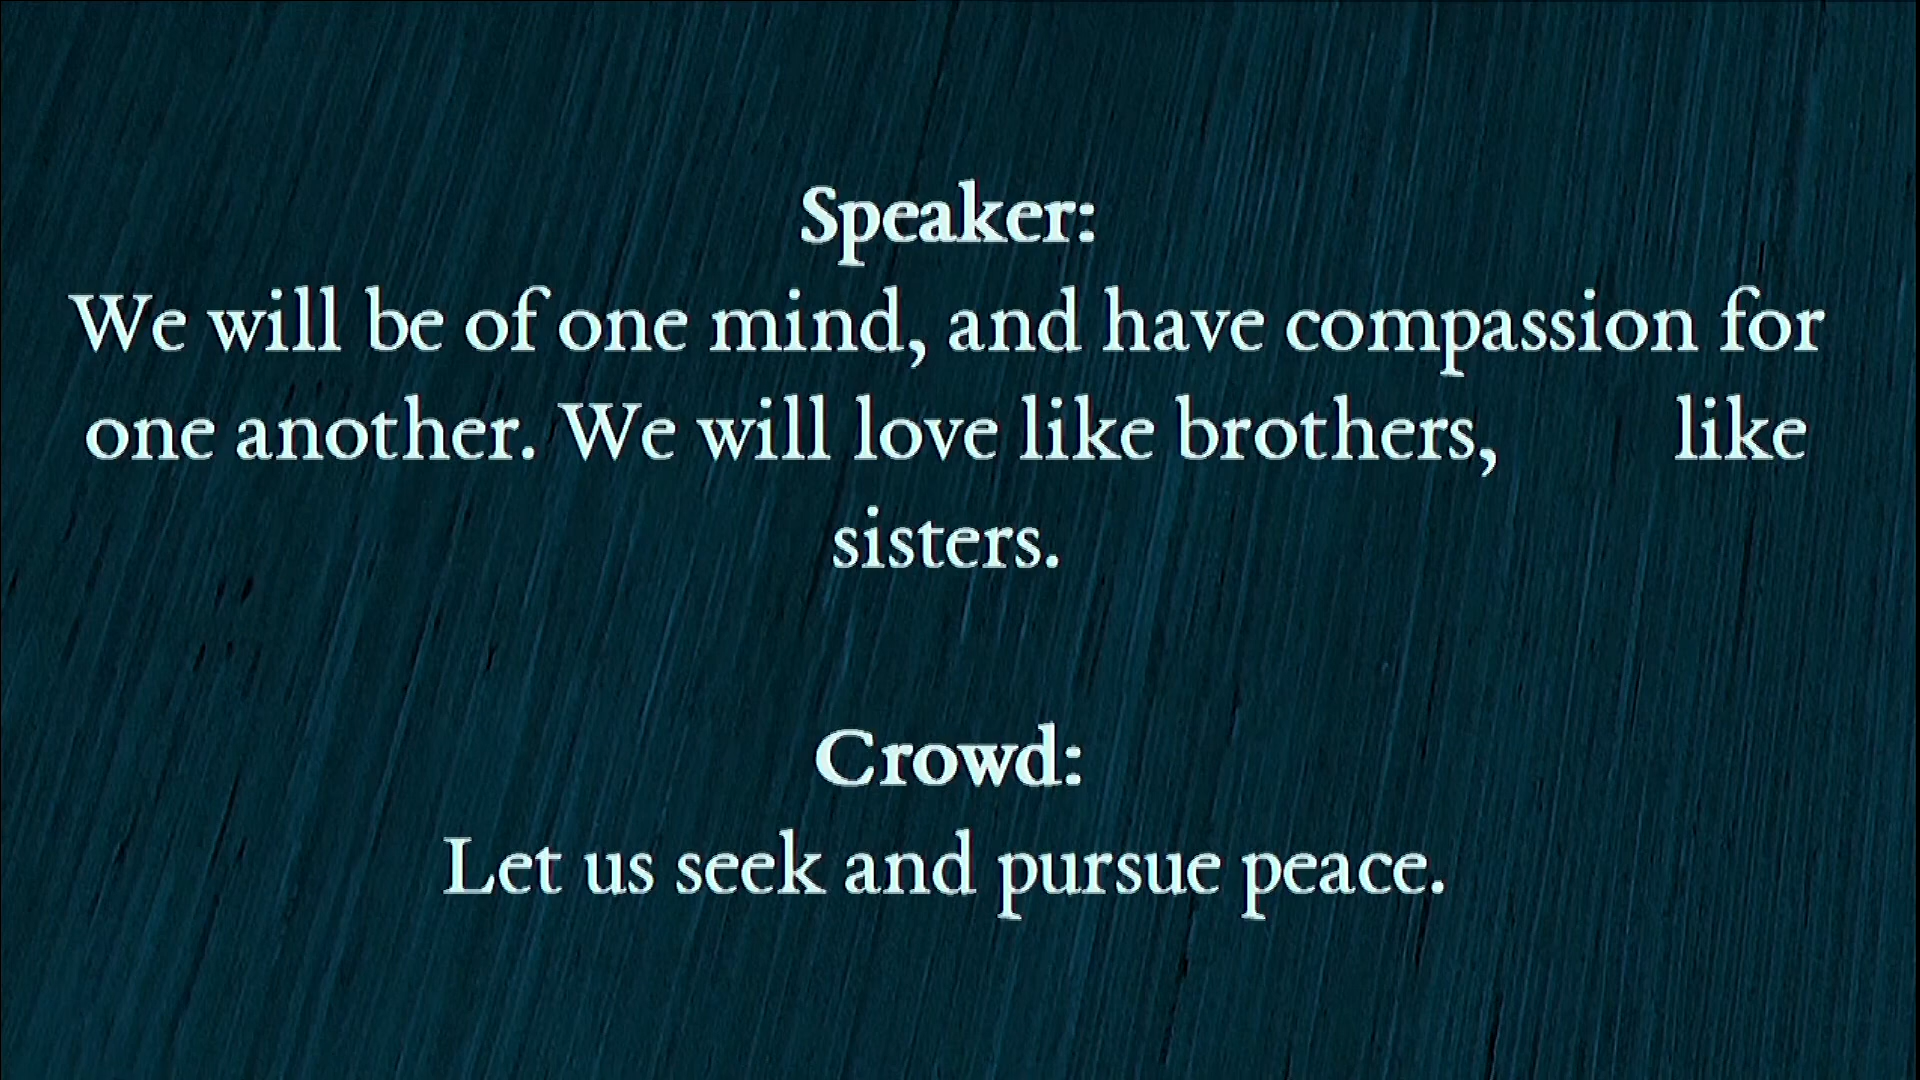 Speaker:
We will be of one mind, and have compassion for
one another. We will love like brothers, like
sisters.
Crowd:
Let us seek and pursue peace.